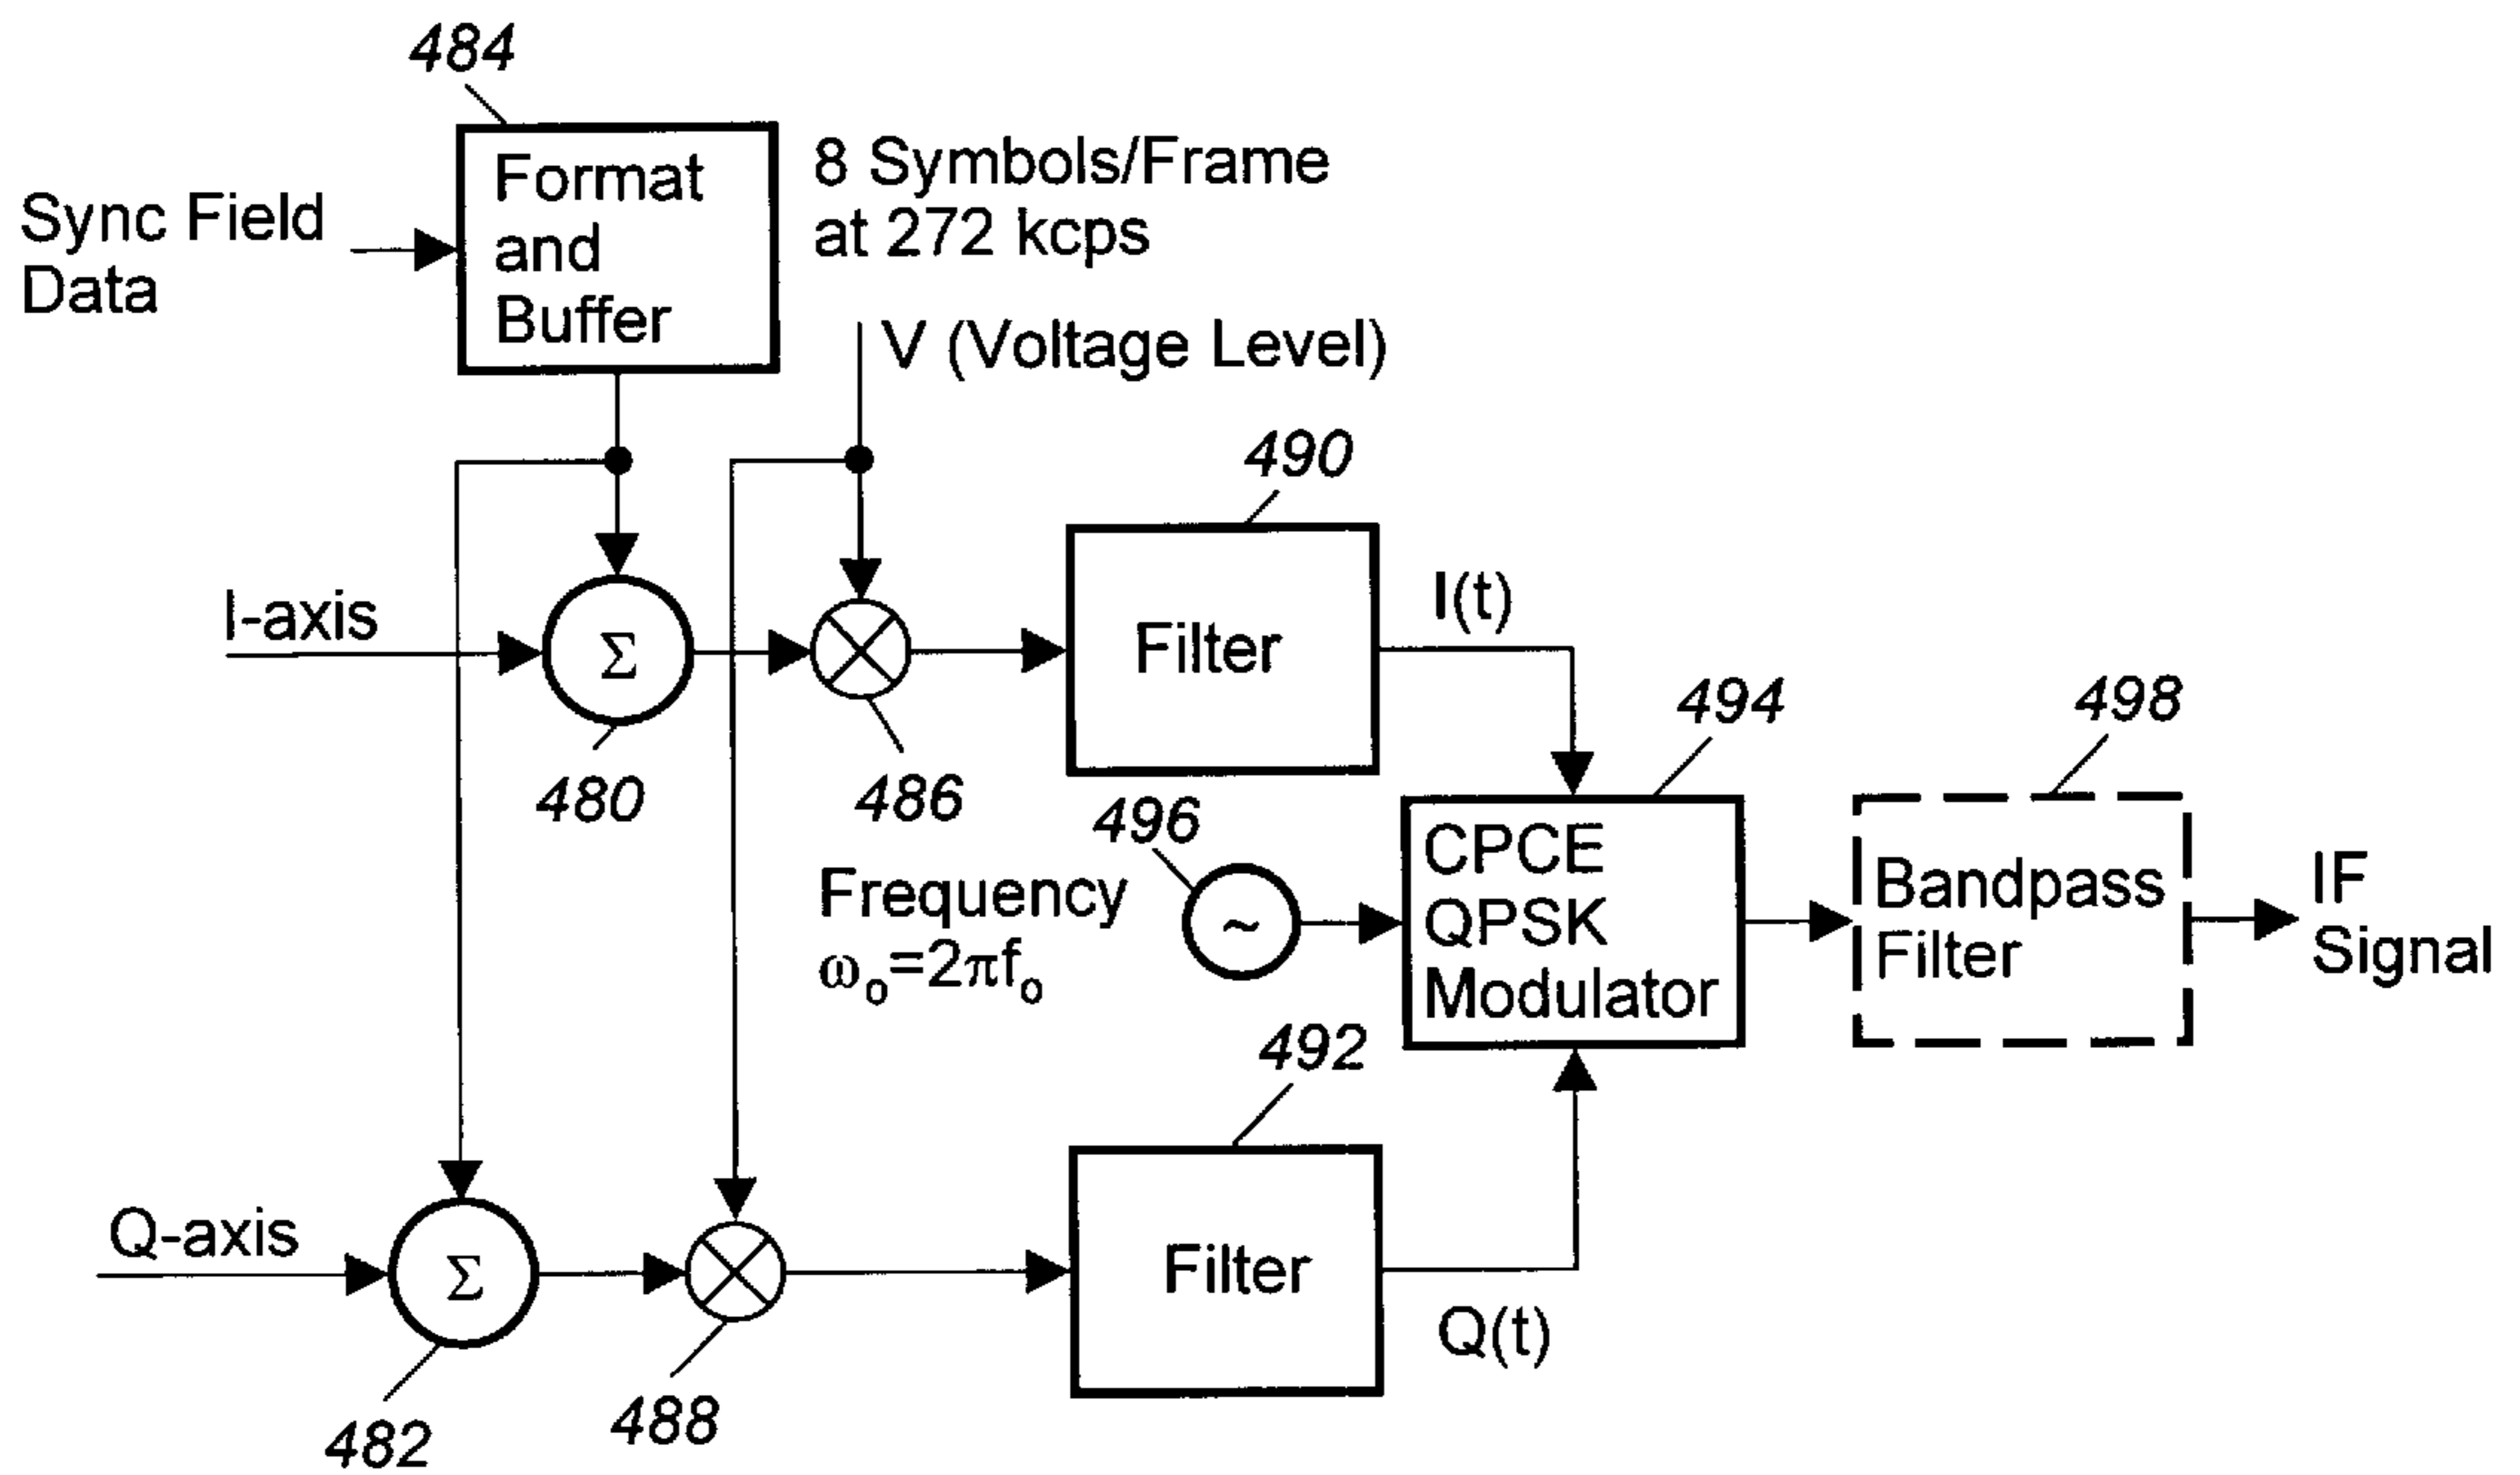 484
Format
and
Buffer
Sync Field
Data
8 Symbols/Frame
at 272 kcps
V (Voltage Level)
490
I-axis
Σ
480
486
Filter
I(t)
494
498
496
Frequency
ω₀=2πf₀
~
CPCE
QPSK
Modulator
Bandpass
Filter
IF
Signal
492
Q-axis
Σ
482
488
Filter
Q(t)